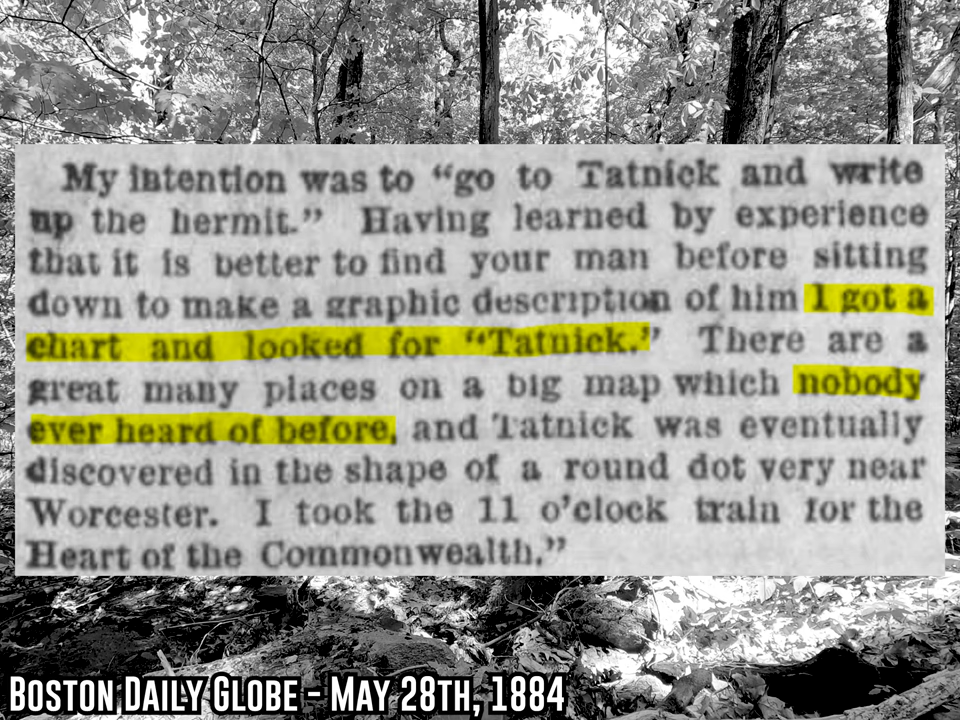 My intention was to “go to Tatnick and write
up the hermit.” Having learned by experience
that it is better to find your man before sitting
down to make a graphic description of him I got a
chart and looked for “Tatnick.” There are a
great many places on a big map which nobody
ever heard of before, and Tatnick was eventually
discovered in the shape of a round dot very near
Worcester. I took the 11 o’clock train for the
Heart of the Commonwealth.”
BOSTON DAILY GLOBE - MAY 28TH, 1884